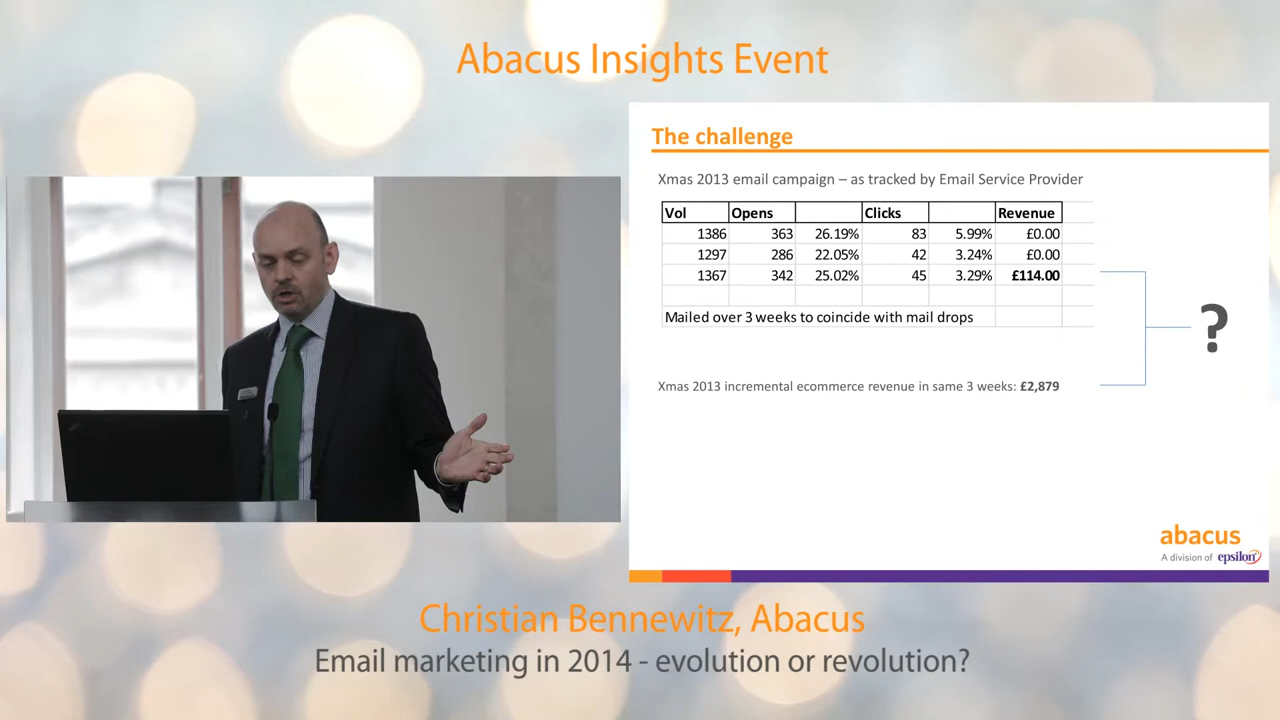 Abacus Insights Event
The challenge
Xmas 2013 email campaign – as tracked by Email Service Provider
Vol Opens Clicks Revenue
1386 363 26.19% 83 5.99% £0.00
1297 286 22.05% 42 3.24% £0.00
1367 342 25.02% 45 3.29% £114.00
Mailed over 3 weeks to coincide with mail drops
?
Xmas 2013 incremental ecommerce revenue in same 3 weeks: £2,879
abacus
A division of epsilon
Christian Bennewitz, Abacus
Email marketing in 2014 - evolution or revolution?